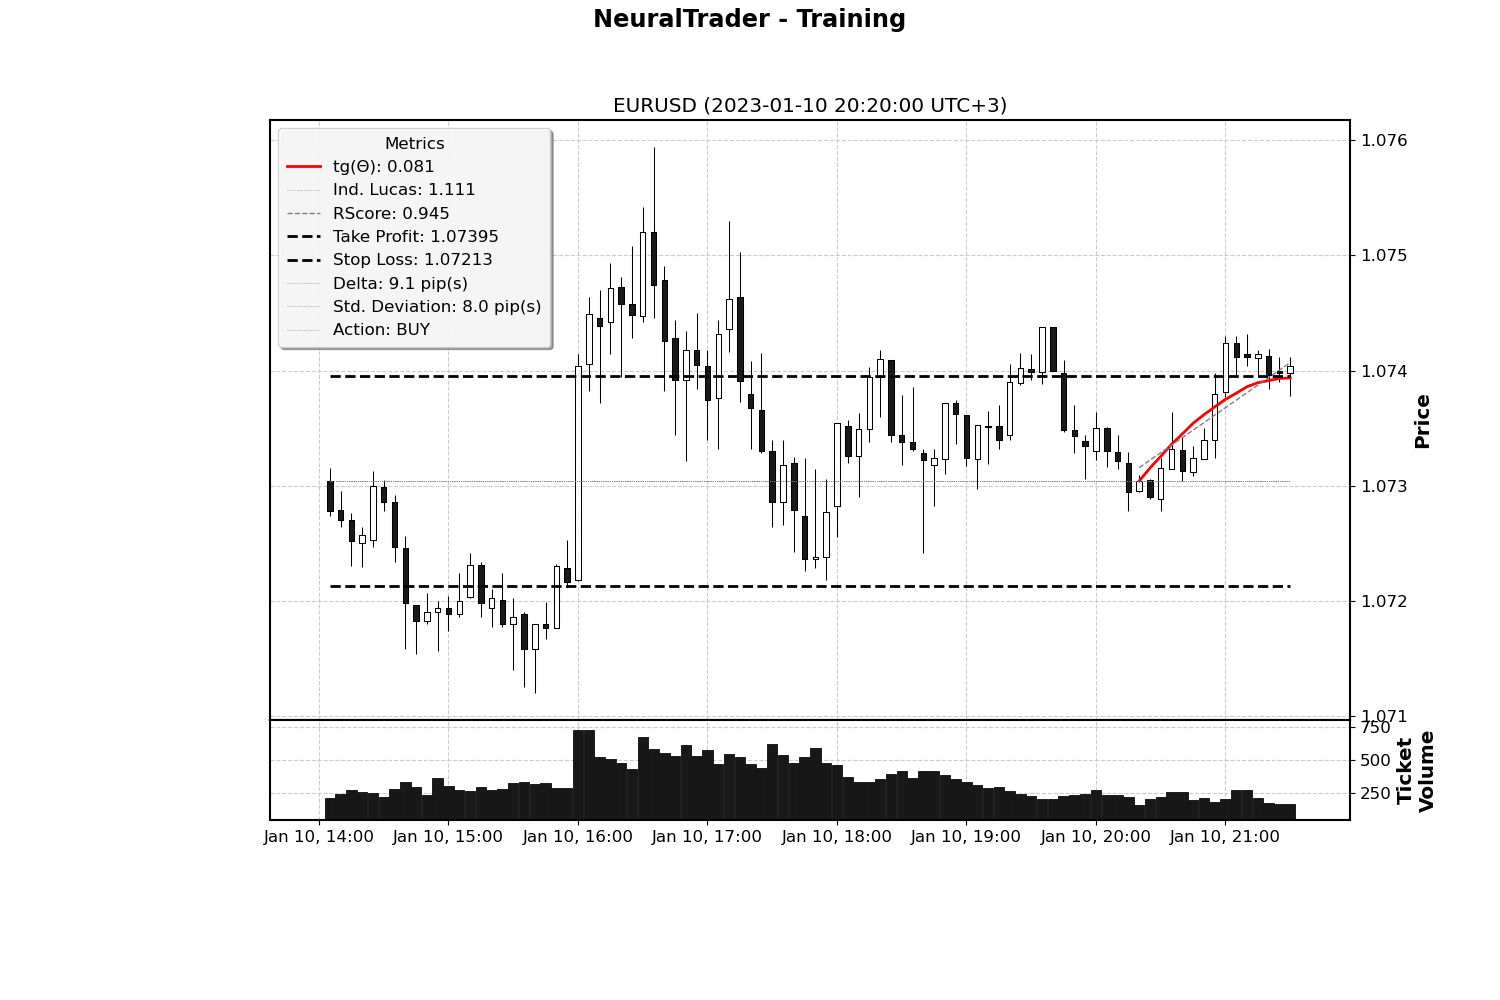 NeuralTrader - Training
EURUSD (2023-01-10 20:20:00 UTC+3)
Metrics
tg(Θ): 0.081
Ind. Lucas: 1.111
RScore: 0.945
Take Profit: 1.07395
Stop Loss: 1.07213
Delta: 9.1 pip(s)
Std. Deviation: 8.0 pip(s)
Action: BUY
1.076
1.075
1.074
1.073
1.072
1.071
Price
750
500
250
Ticket
Volume
Jan 10, 14:00
Jan 10, 15:00
Jan 10, 16:00
Jan 10, 17:00
Jan 10, 18:00
Jan 10, 19:00
Jan 10, 20:00
Jan 10, 21:00